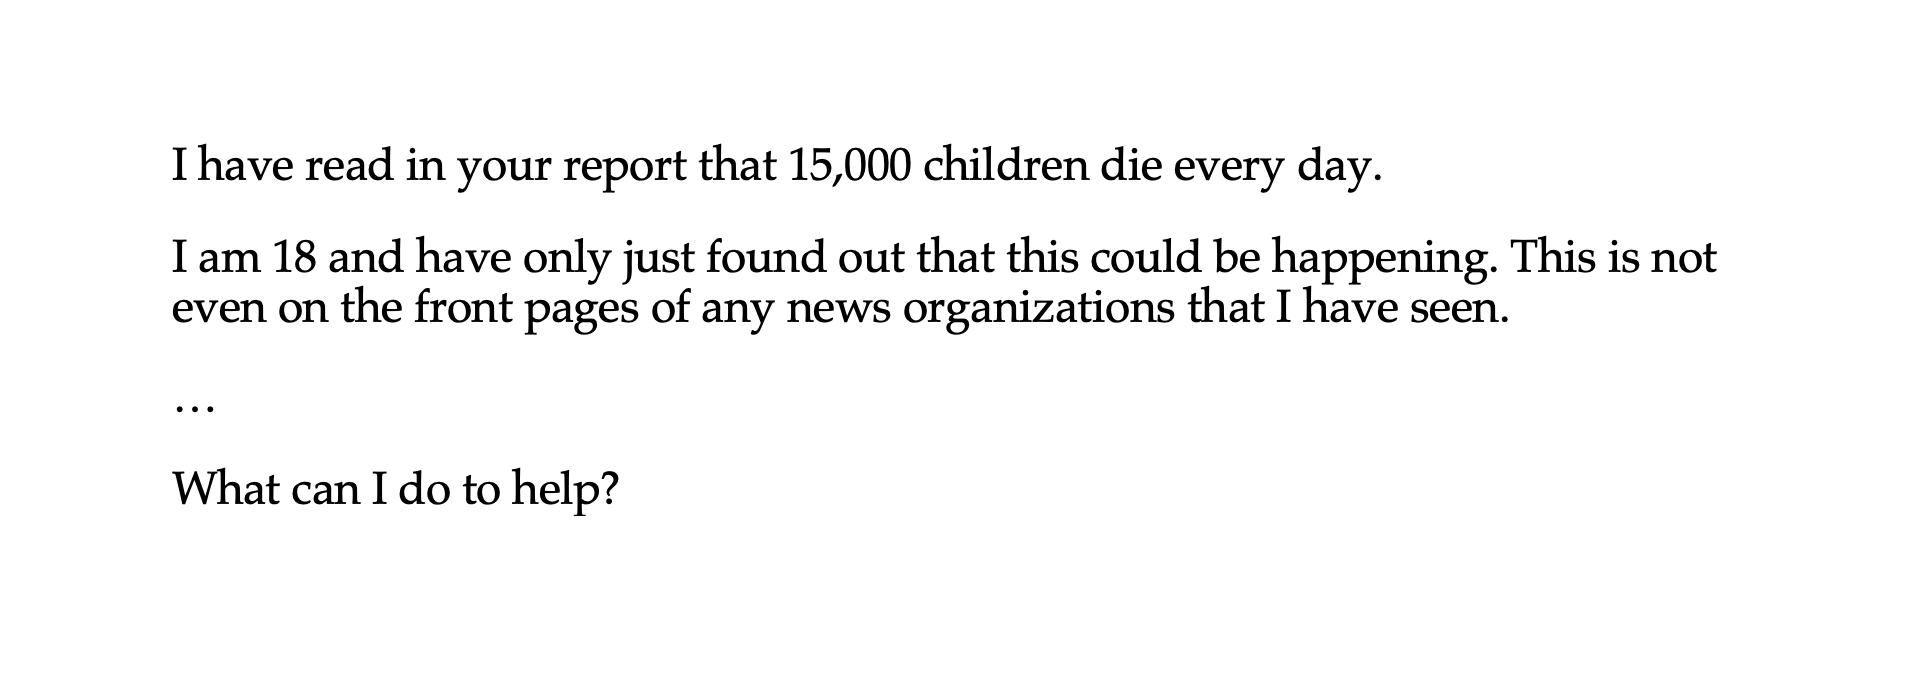 I have read in your report that 15,000 children die every day.
I am 18 and have only just found out that this could be happening. This is not
even on the front pages of any news organizations that I have seen.
…
What can I do to help?